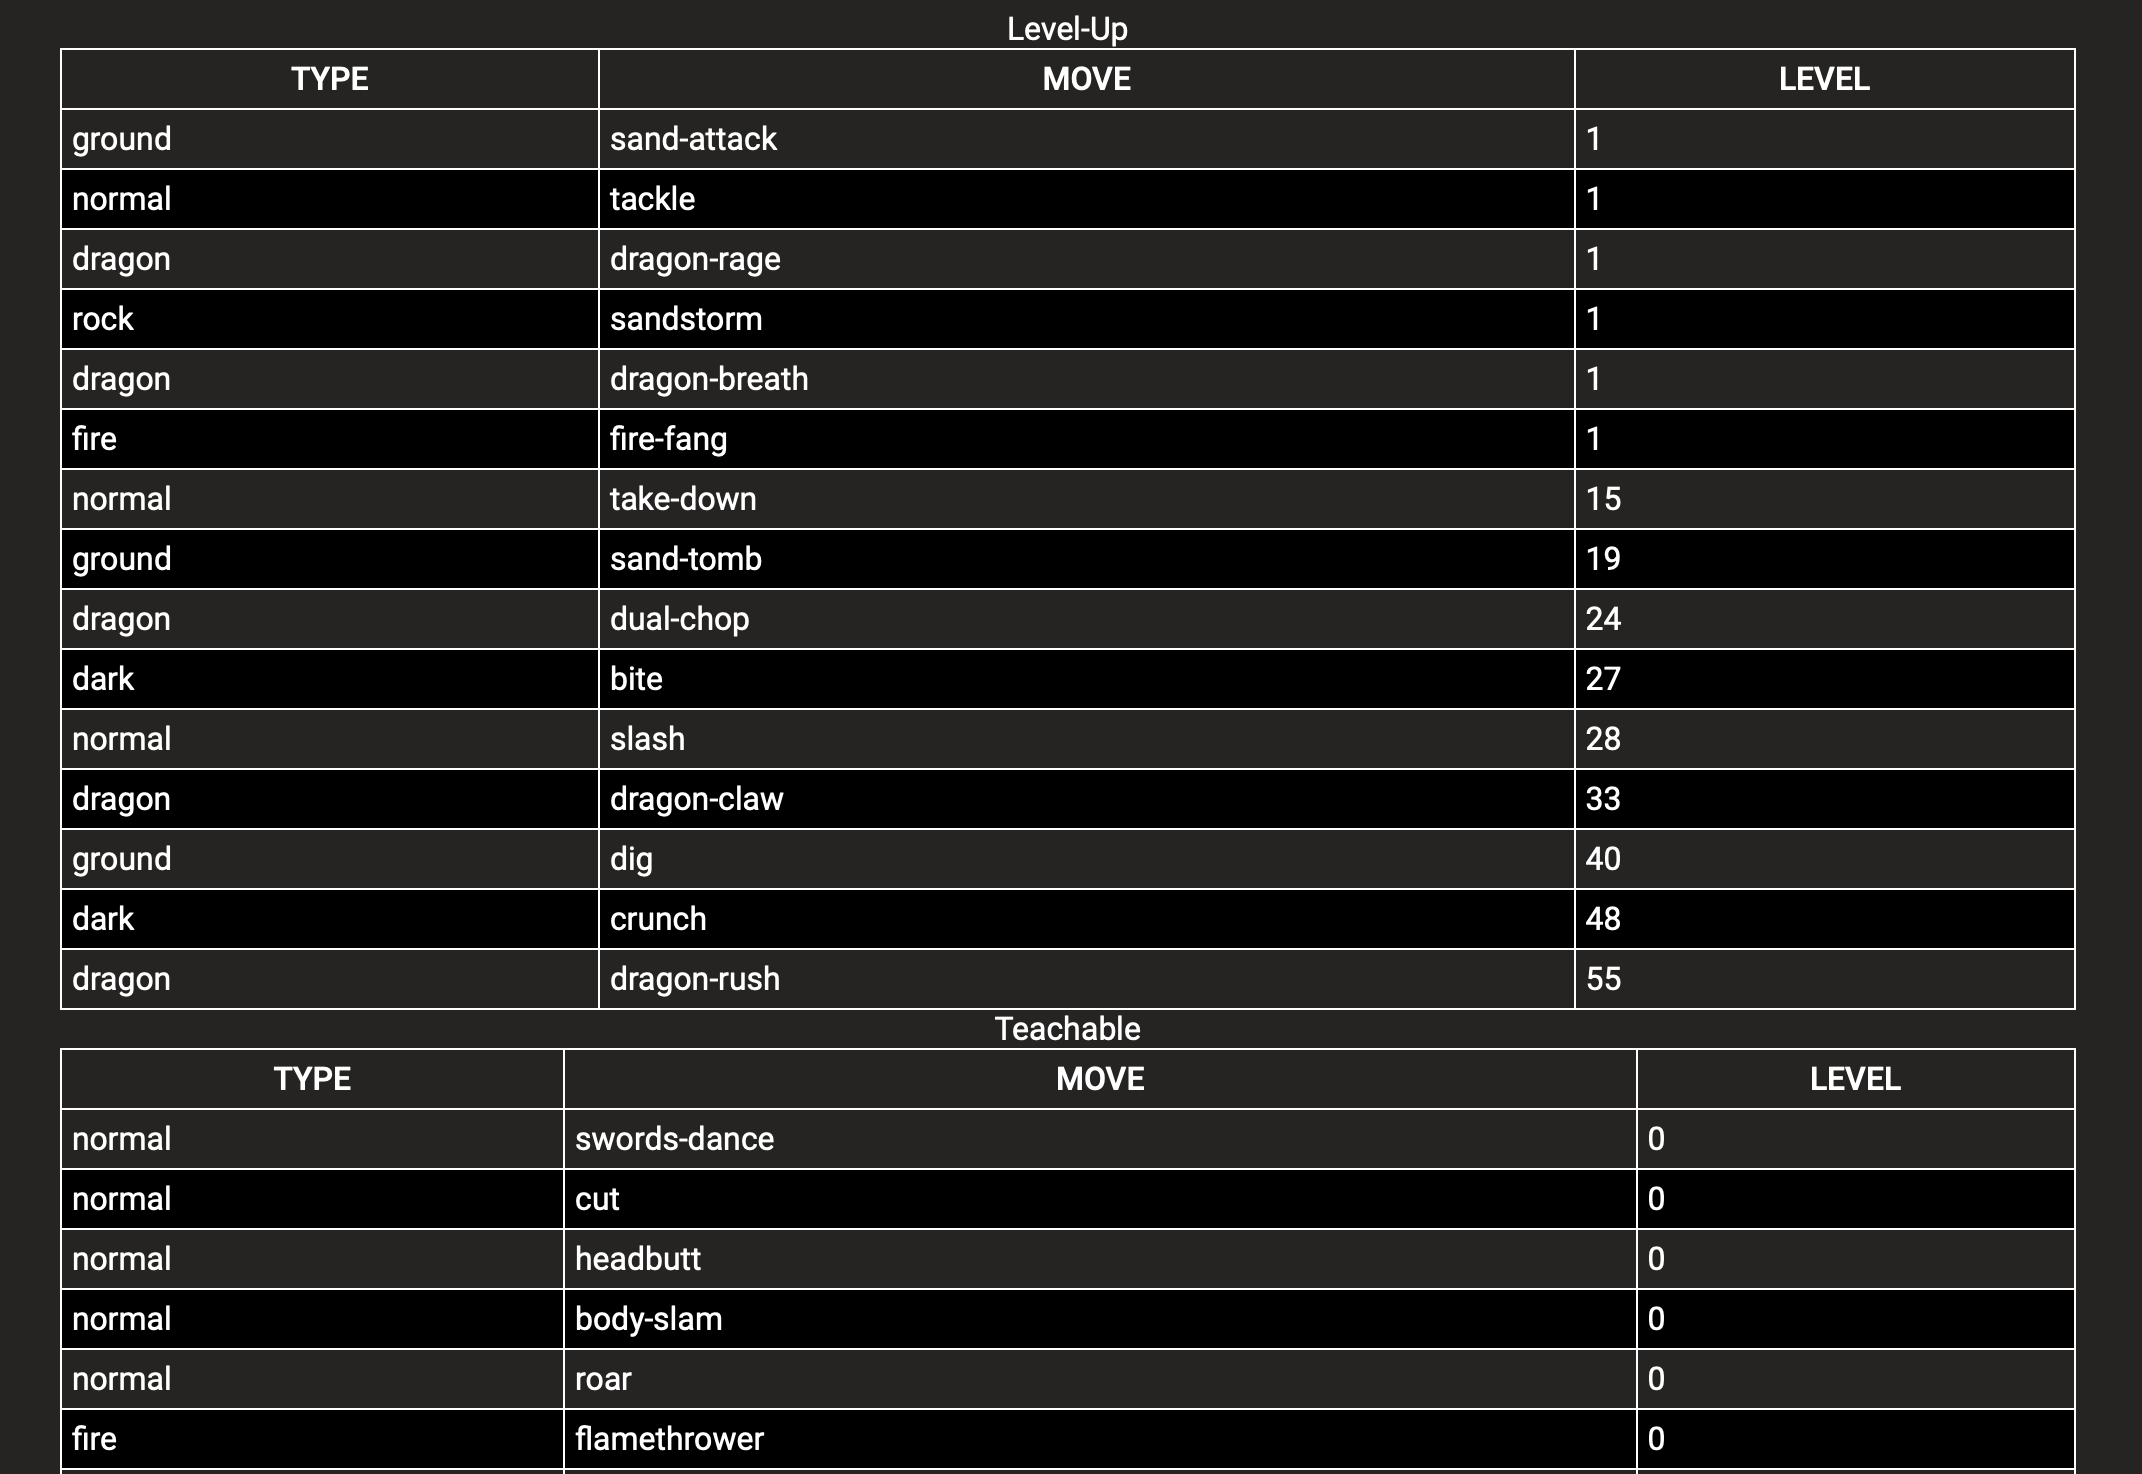 Level-Up
TYPE MOVE LEVEL
ground sand-attack 1
normal tackle 1
dragon dragon-rage 1
rock sandstorm 1
dragon dragon-breath 1
fire fire-fang 1
normal take-down 15
ground sand-tomb 19
dragon dual-chop 24
dark bite 27
normal slash 28
dragon dragon-claw 33
ground dig 40
dark crunch 48
dragon dragon-rush 55
Teachable
TYPE MOVE LEVEL
normal swords-dance 0
normal cut 0
normal headbutt 0
normal body-slam 0
normal roar 0
fire flamethrower 0